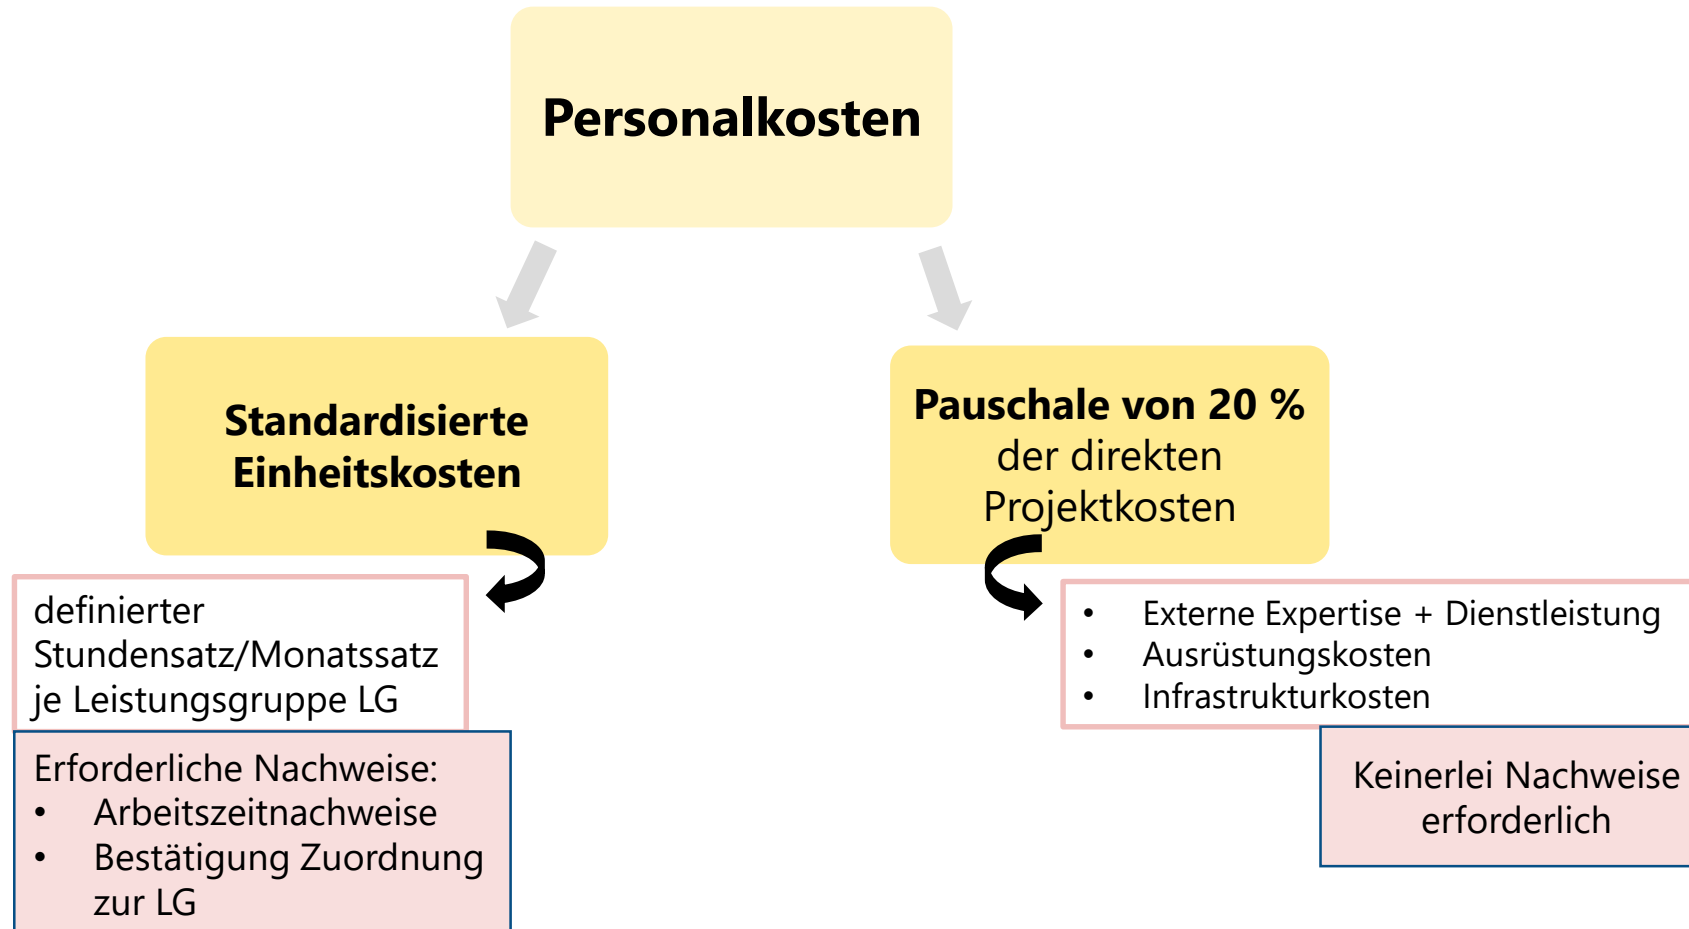 Personalkosten
Standardisierte
Einheitskosten
Pauschale von 20 %
der direkten
Projektkosten
definierter
Stundensatz/Monatssatz
je Leistungsgruppe LG
Erforderliche Nachweise:
• Arbeitszeitnachweise
• Bestätigung Zuordnung
zur LG
• Externe Expertise + Dienstleistung
• Ausrüstungskosten
• Infrastrukturkosten
Keinerlei Nachweise
erforderlich